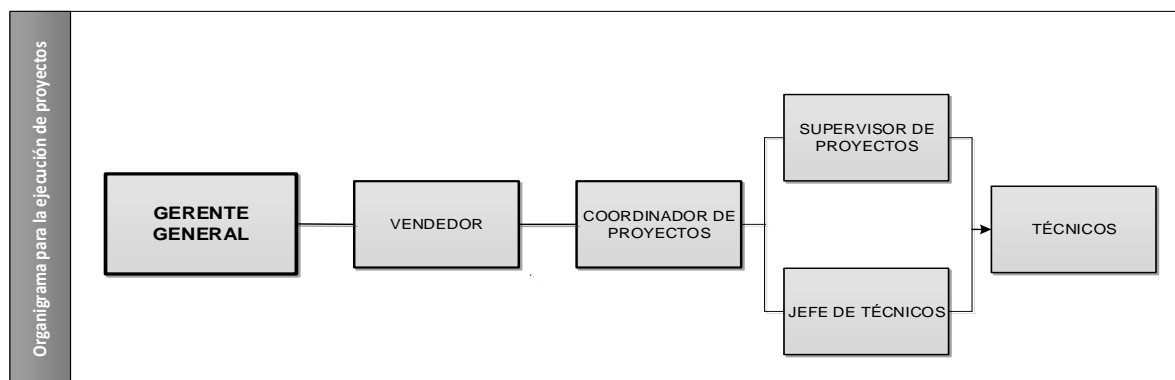 Organigrama para la ejecución de proyectos
GERENTE
GENERAL
VENDEDOR
COORDINADOR DE
PROYECTOS
SUPERVISOR DE
PROYECTOS
JEFE DE TÉCNICOS
TÉCNICOS